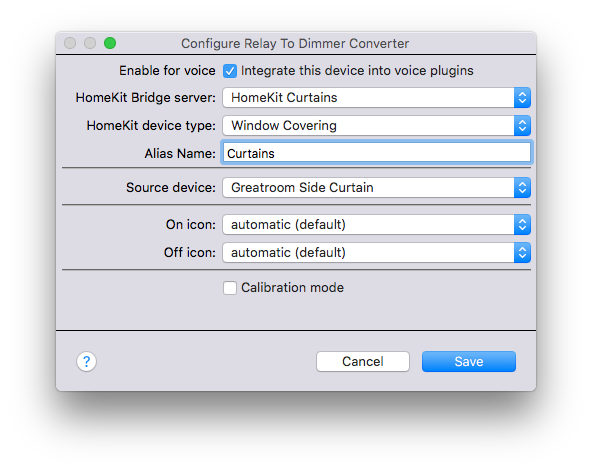 Configure Relay To Dimmer Converter
Enable for voice Integrate this device into voice plugins
HomeKit Bridge server: HomeKit Curtains
HomeKit device type: Window Covering
Alias Name: Curtains
Source device: Greatroom Side Curtain
On icon: automatic (default)
Off icon: automatic (default)
Calibration mode
? Cancel Save